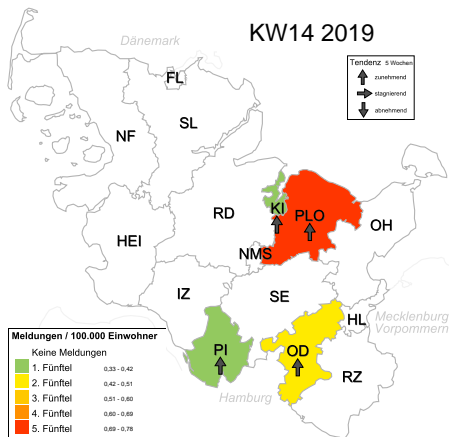 KW14 2019
Dänemark
Tendenz 5 Wochen
zunehmend
stagnierend
abnehmend
FL
SL
NF
RD
KI
PLO
OH
HEI
NMS
IZ
SE
HL
Mecklenburg
Vorpommern
PI
OD
RZ
Hamburg
Meldungen / 100.000 Einwohner
Keine Meldungen
1. Fünftel 0,33 - 0,42
2. Fünftel 0,42 - 0,51
3. Fünftel 0,51 - 0,60
4. Fünftel 0,60 - 0,69
5. Fünftel 0,69 - 0,78